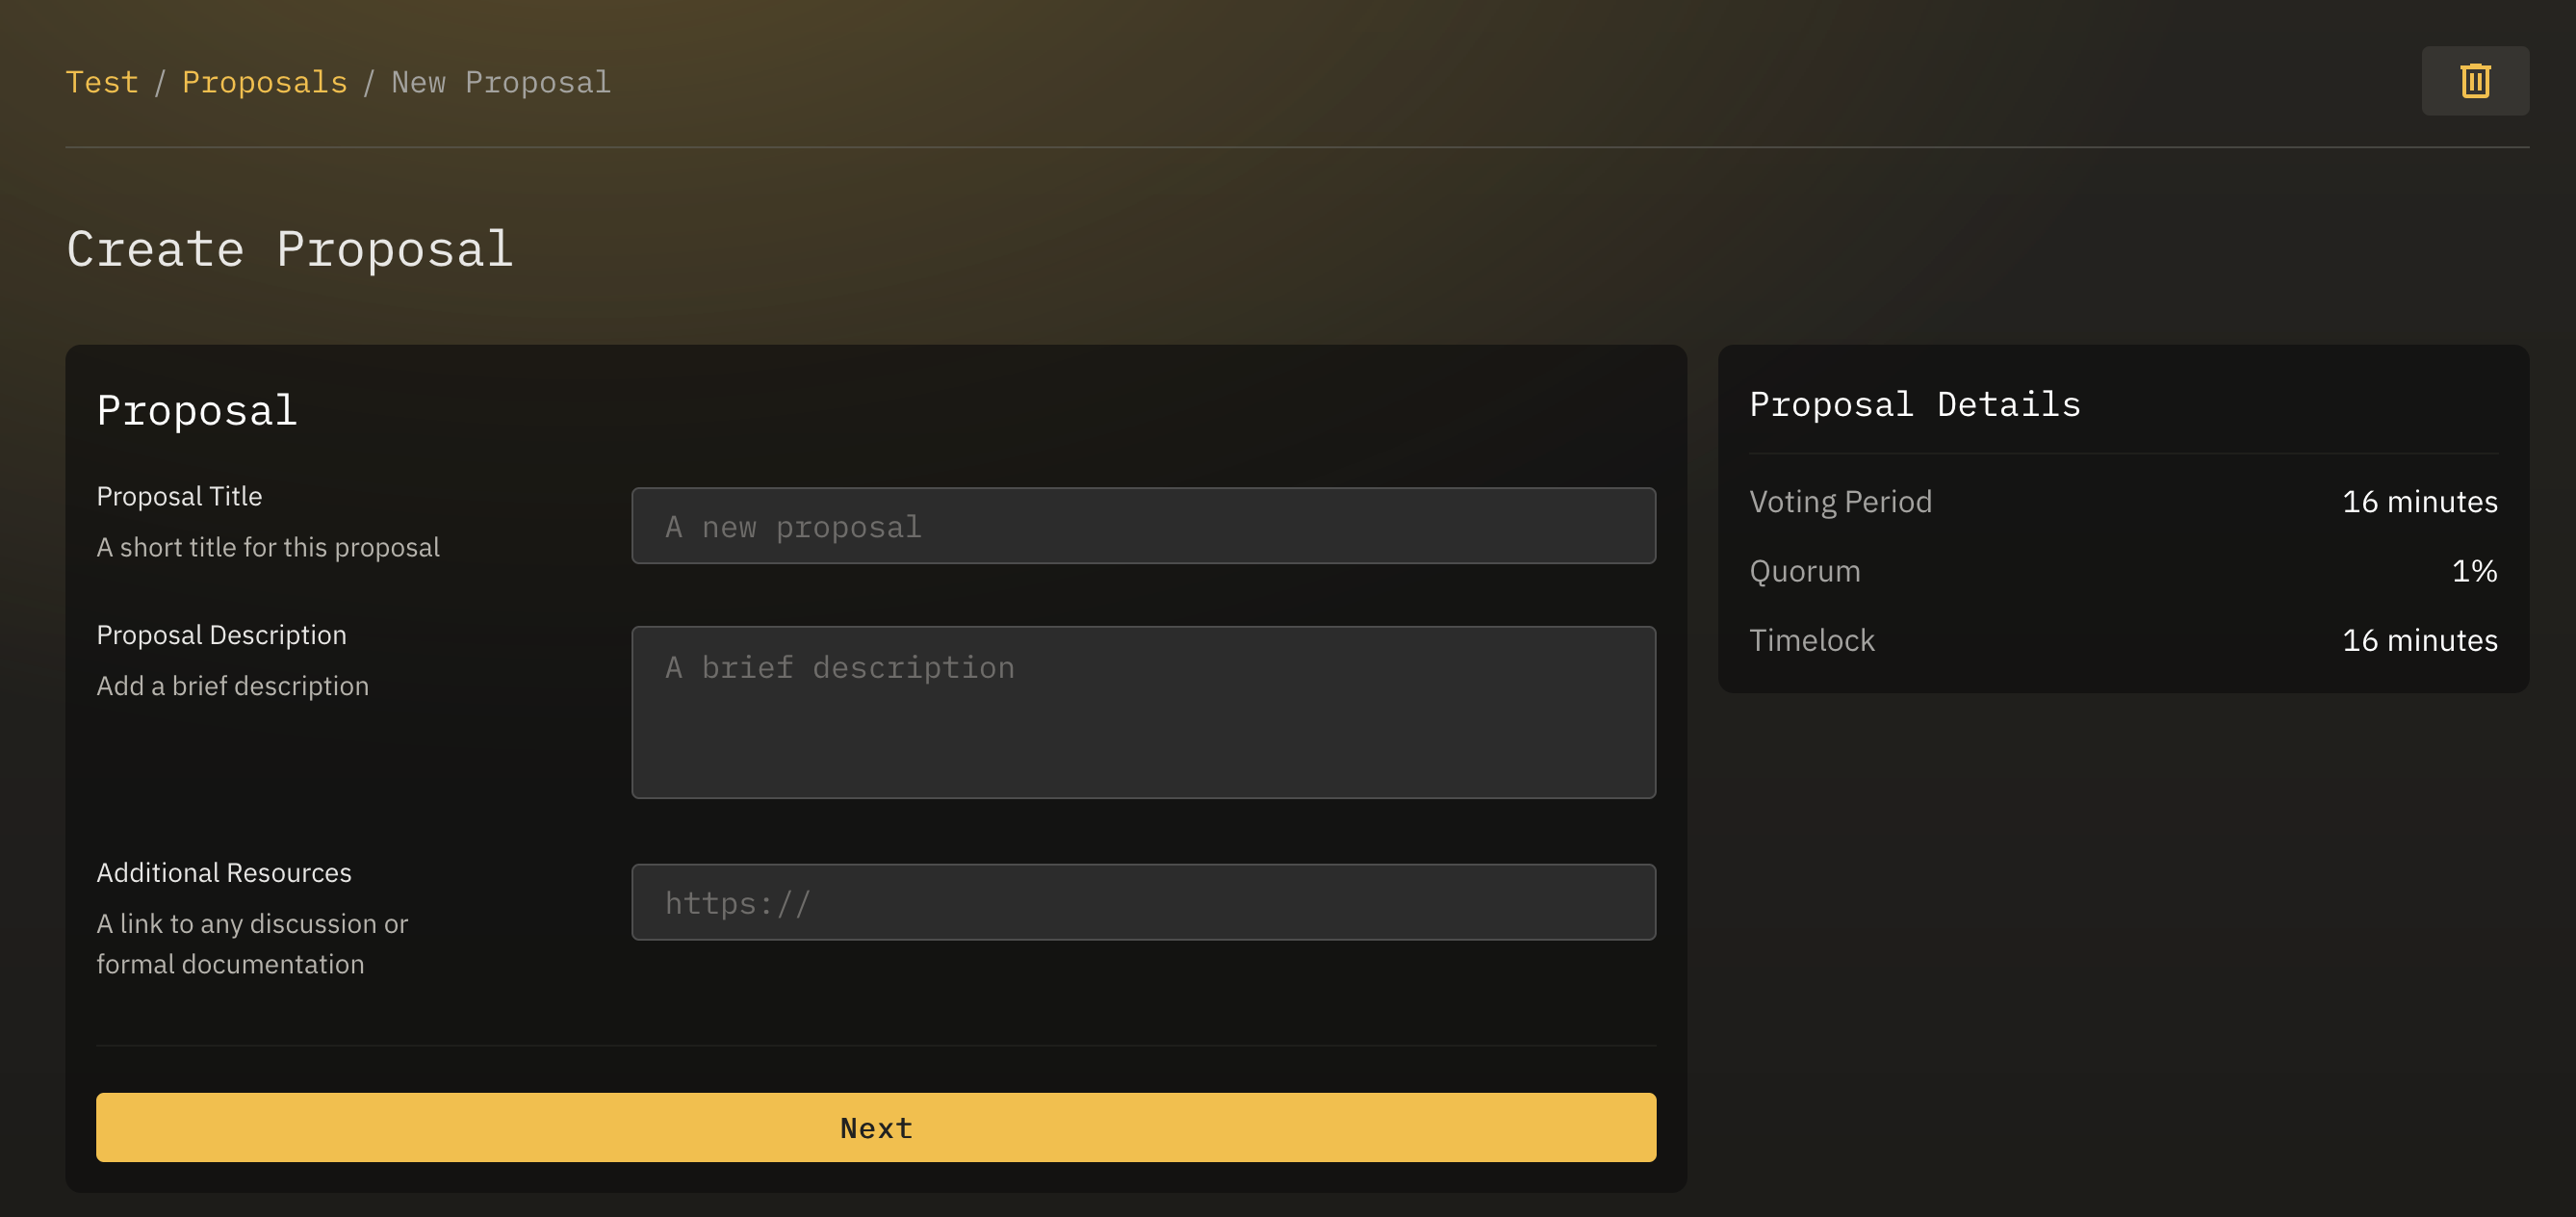 Test / Proposals / New Proposal
Create Proposal
Proposal
Proposal Title
A short title for this proposal
A new proposal
Proposal Description
Add a brief description
A brief description
Additional Resources
A link to any discussion or
formal documentation
https://
Next
Proposal Details
Voting Period 16 minutes
Quorum 1%
Timelock 16 minutes